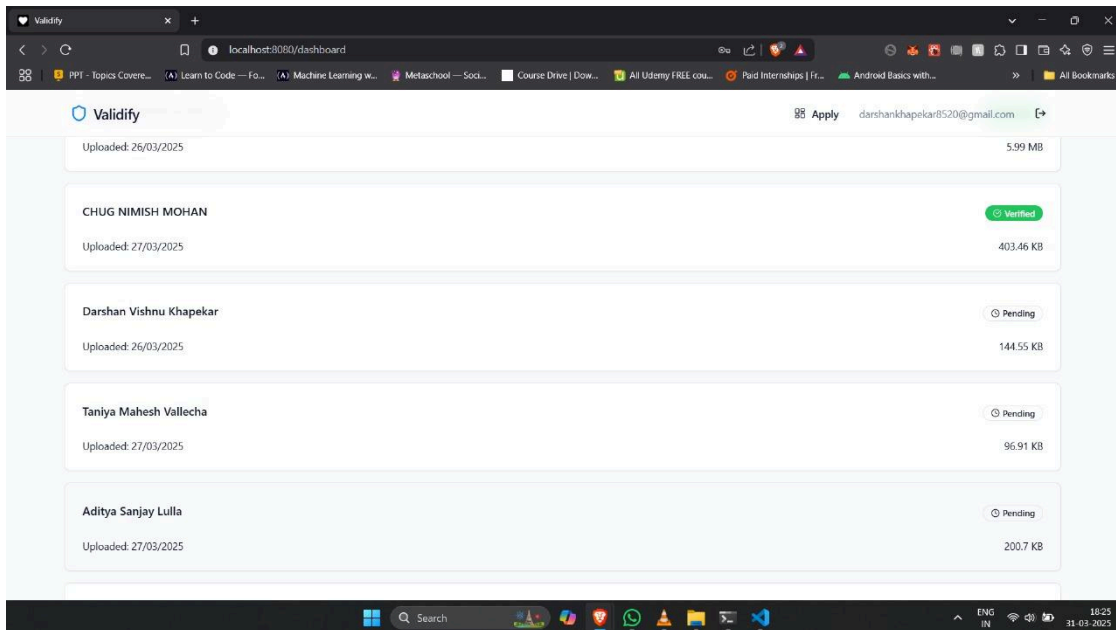 Validify
localhost:8080/dashboard
PPT - Topics Covere... Learn to Code — Fo... Machine Learning w... Metaschool — Soci... Course Drive | Dow... All Udemy FREE cou... Paid Internships | Fr... Android Basics with... » All Bookmarks
Validify Apply darshankhapekar8520@gmail.com
Uploaded: 26/03/2025 5.99 MB
CHUG NIMISH MOHAN Verified
Uploaded: 27/03/2025 403.46 KB
Darshan Vishnu Khapekar Pending
Uploaded: 26/03/2025 144.55 KB
Taniya Mahesh Vallecha Pending
Uploaded: 27/03/2025 96.91 KB
Aditya Sanjay Lulla Pending
Uploaded: 27/03/2025 200.7 KB
Search ENG 18:25
IN 31-03-2025